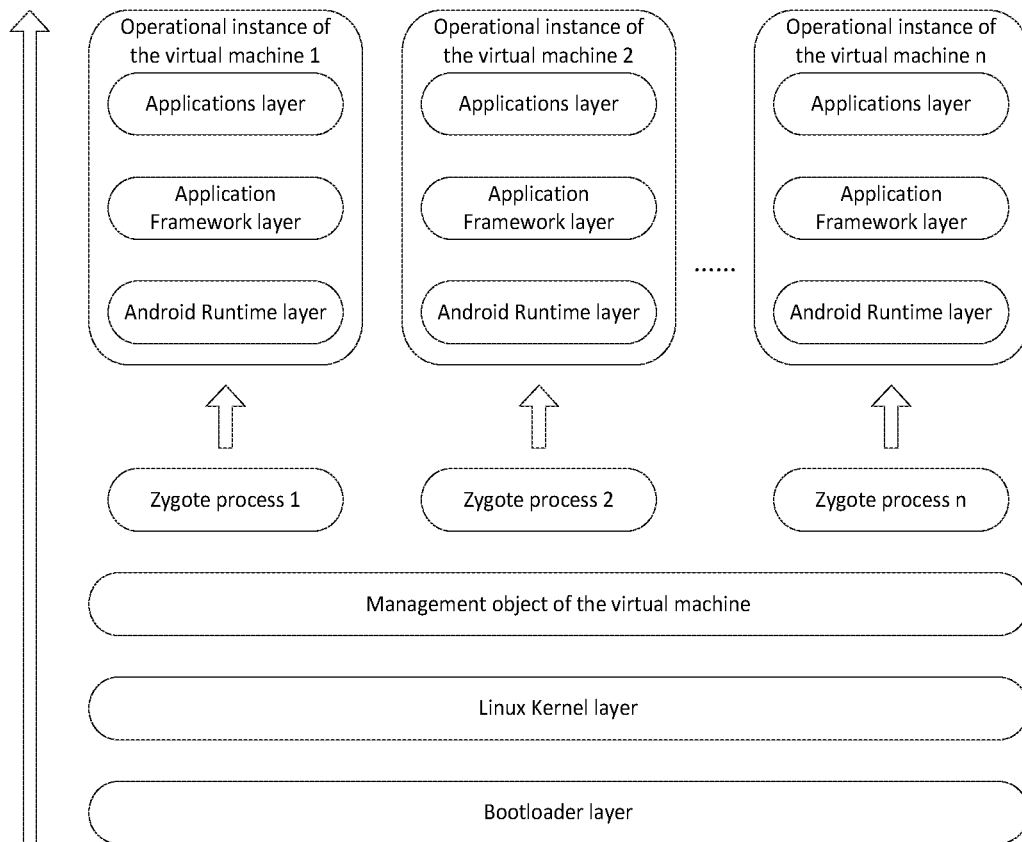 Operational instance of
the virtual machine 1
Operational instance of
the virtual machine 2
Operational instance of
the virtual machine n
Applications layer
Applications layer
Applications layer
Application
Framework layer
Application
Framework layer
Application
Framework layer
......
Android Runtime layer
Android Runtime layer
Android Runtime layer
Zygote process 1
Zygote process 2
Zygote process n
Management object of the virtual machine
Linux Kernel layer
Bootloader layer